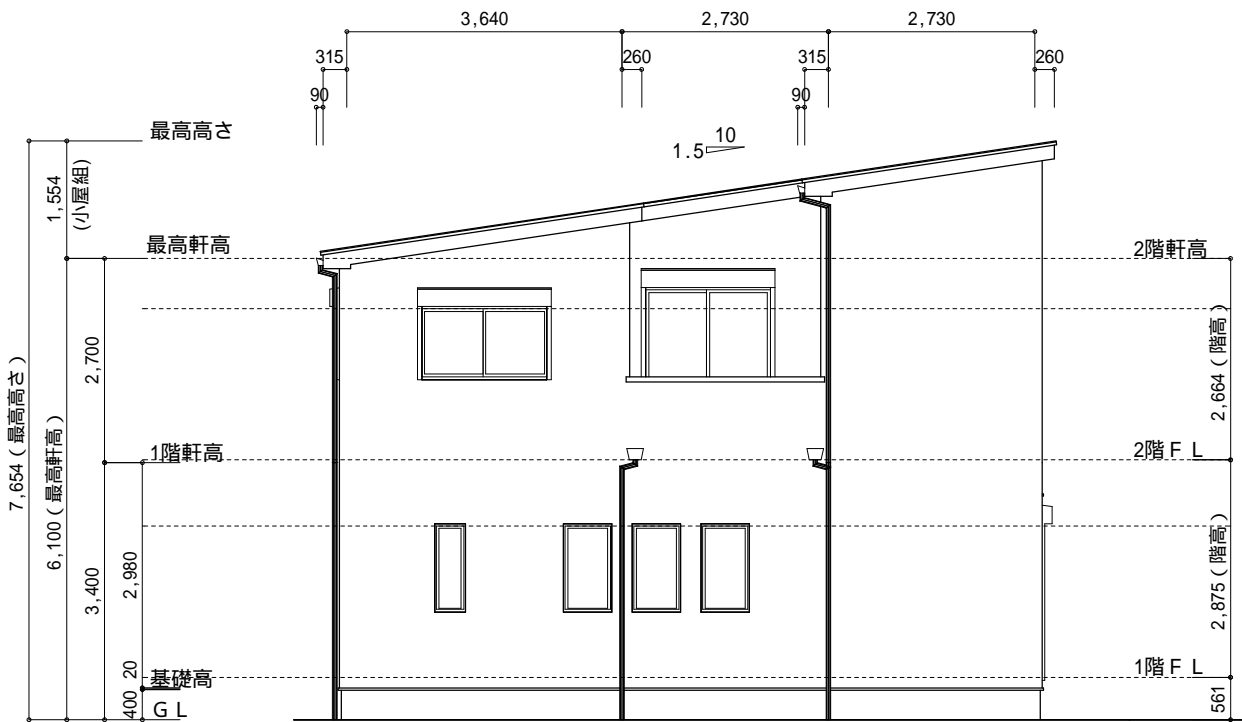 3,640
2,730
2,730
315
260
315
260
90
90
最高高さ
10
1.5
1,554
(小屋組)
最高軒高
2階軒高
2,700
2,664(階高)
7,654(最高高さ)
6,100(最高軒高)
1階軒高
2階ＦＬ
2,980
3,400
2,875(階高)
20
基礎高
1階ＦＬ
400
ＧＬ
561